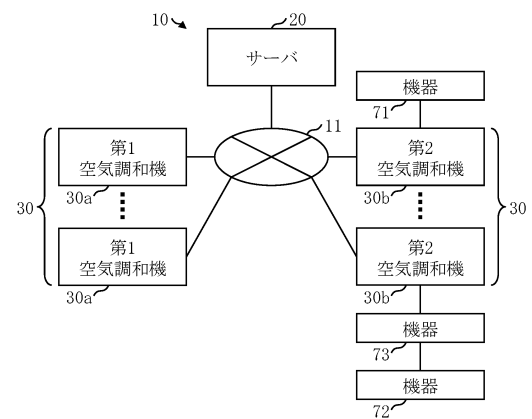 10
20
サーバ
機器
71
11
第1
空気調和機
30a
第2
空気調和機
30b
30
30
第1
空気調和機
30a
第2
空気調和機
30b
機器
73
機器
72